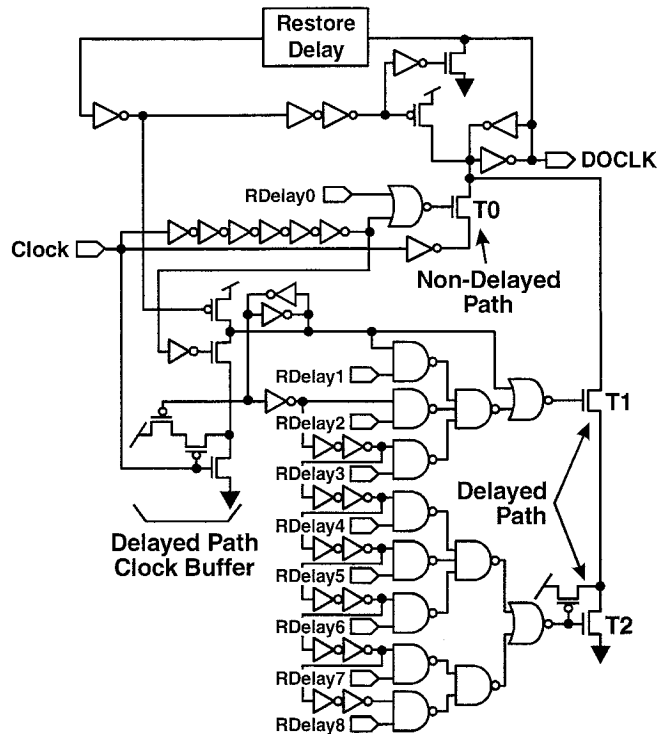 Restore
Delay
DOCLK
RDelay0
T0
Clock
Non-Delayed
Path
RDelay1
T1
RDelay2
RDelay3
Delayed
Path
RDelay4
Delayed Path
Clock Buffer
RDelay5
T2
RDelay6
RDelay7
RDelay8